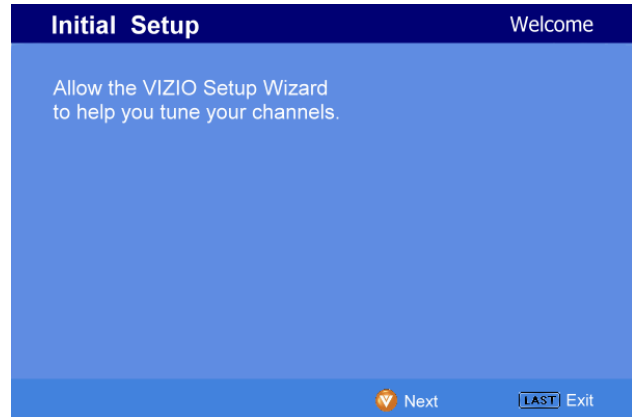 Initial Setup Welcome
Allow the VIZIO Setup Wizard
to help you tune your channels.
V Next LAST Exit